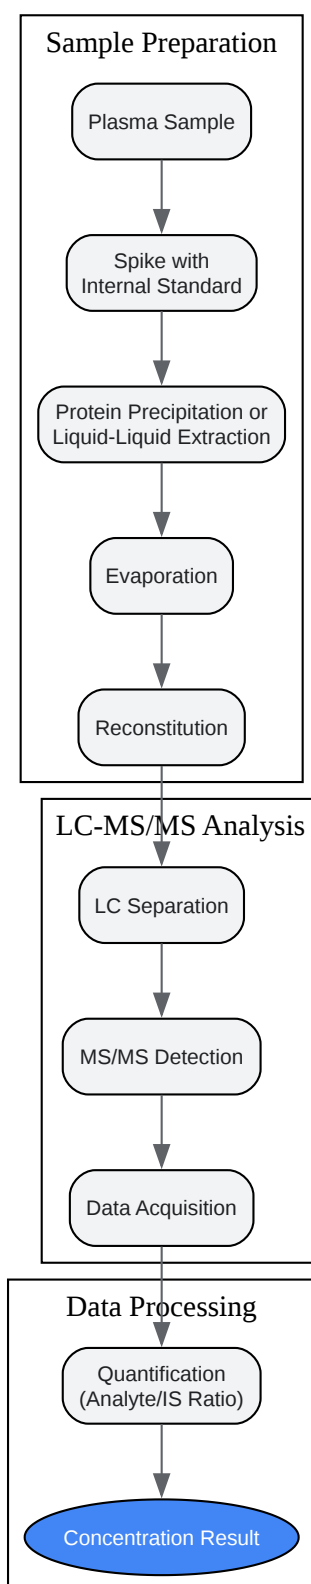 Sample Preparation
Plasma Sample
Spike with
Internal Standard
Protein Precipitation or
Liquid-Liquid Extraction
Evaporation
Reconstitution
LC-MS/MS Analysis
LC Separation
MS/MS Detection
Data Acquisition
Data Processing
Quantification
(Analyte/IS Ratio)
Concentration Result